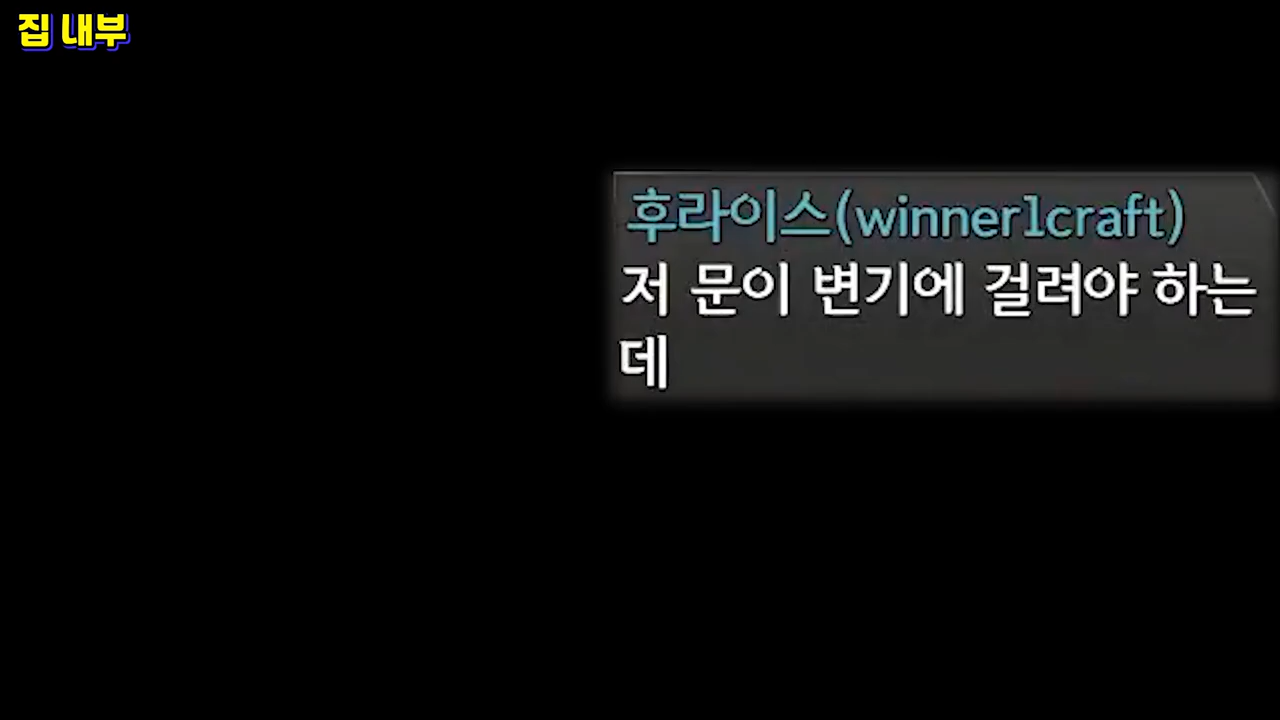 집 내부
후라이스(winner1craft)
저 문이 변기에 걸려야 하는
데